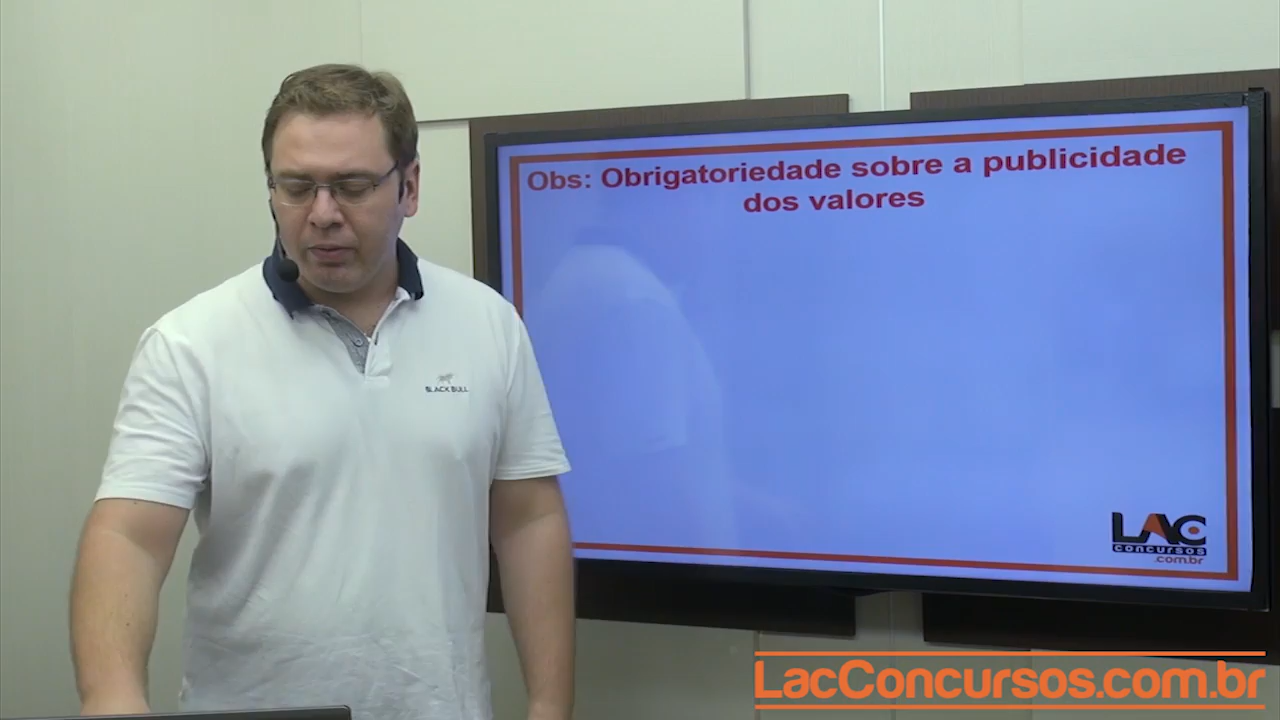 Obs: Obrigatoriedade sobre a publicidade
dos valores
BLACK BULL
LAC
concursos
.com.br
LacConcursos.com.br